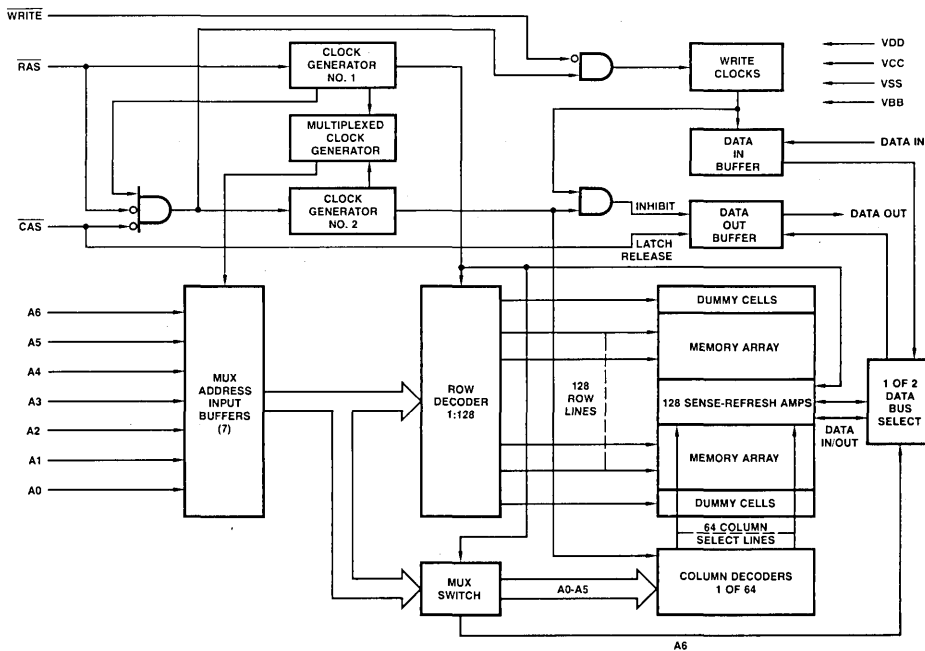 WRITE
RAS
CAS
CLOCK
GENERATOR
NO. 1
MULTIPLEXED
CLOCK
GENERATOR
CLOCK
GENERATOR
NO. 2
WRITE
CLOCKS
VDD
VCC
VSS
VBB
DATA
IN
BUFFER
DATA IN
INHIBIT
DATA
OUT
BUFFER
DATA OUT
LATCH
RELEASE
A6
A5
A4
A3
A2
A1
A0
MUX
ADDRESS
INPUT
BUFFERS
(7)
ROW
DECODER
1:128
128
ROW
LINES
DUMMY CELLS
MEMORY ARRAY
128 SENSE-REFRESH AMPS
MEMORY ARRAY
DUMMY CELLS
DATA
IN/OUT
1 OF 2
DATA
BUS
SELECT
64 COLUMN
SELECT LINES
MUX
SWITCH
A0-A5
COLUMN DECODERS
1 OF 64
A6